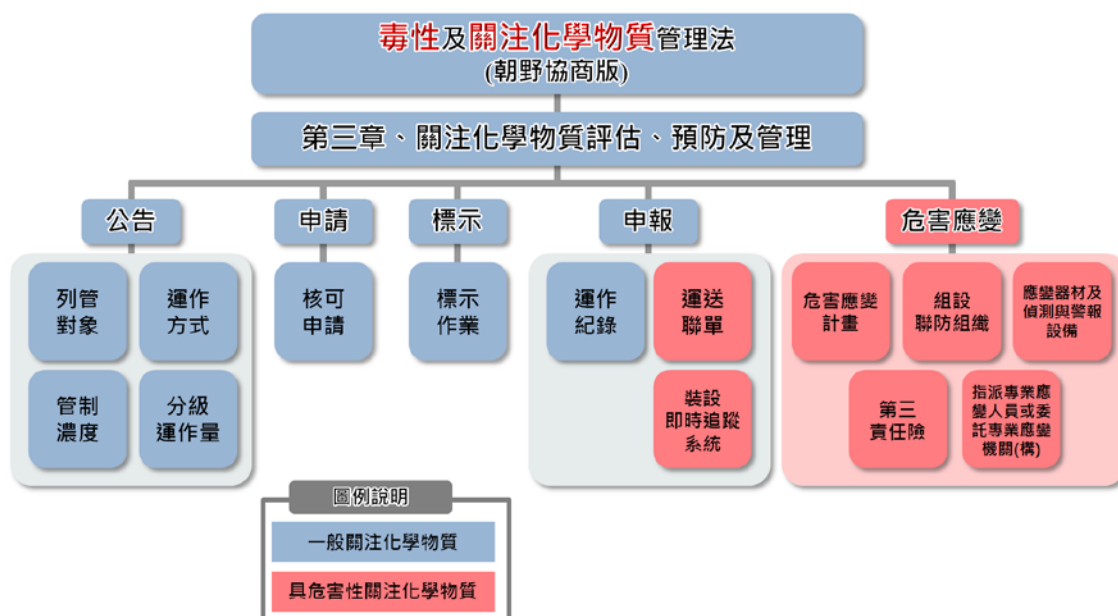 毒性及關注化學物質管理法
(朝野協商版)
第三章、關注化學物質評估、預防及管理
公告
申請
標示
申報
危害應變
列管
對象
運作
方式
管制
濃度
分級
運作量
核可
申請
標示
作業
運作
紀錄
運送
聯單
裝設
即時追蹤
系統
危害應變
計畫
組設
聯防組織
應變器材及
偵測與警報
設備
第三
責任險
指派專業應
變人員或委
託專業應變
機關(構)
圖例說明
一般關注化學物質
具危害性關注化學物質